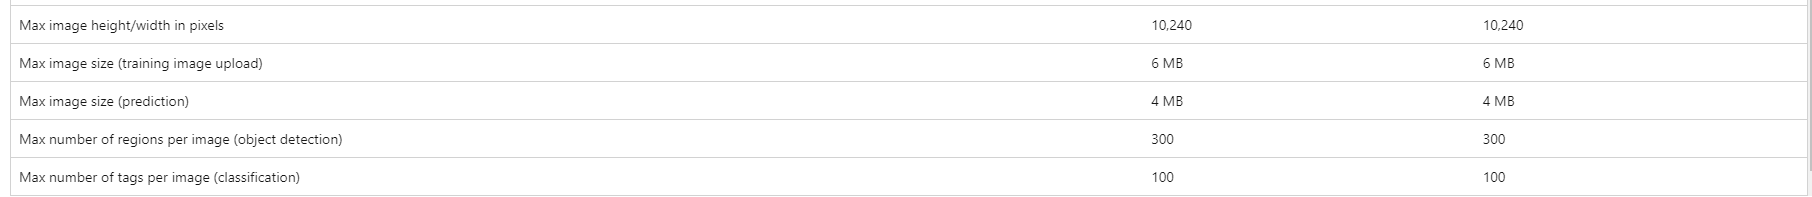 Max image height/width in pixels 10,240 10,240
Max image size (training image upload) 6 MB 6 MB
Max image size (prediction) 4 MB 4 MB
Max number of regions per image (object detection) 300 300
Max number of tags per image (classification) 100 100